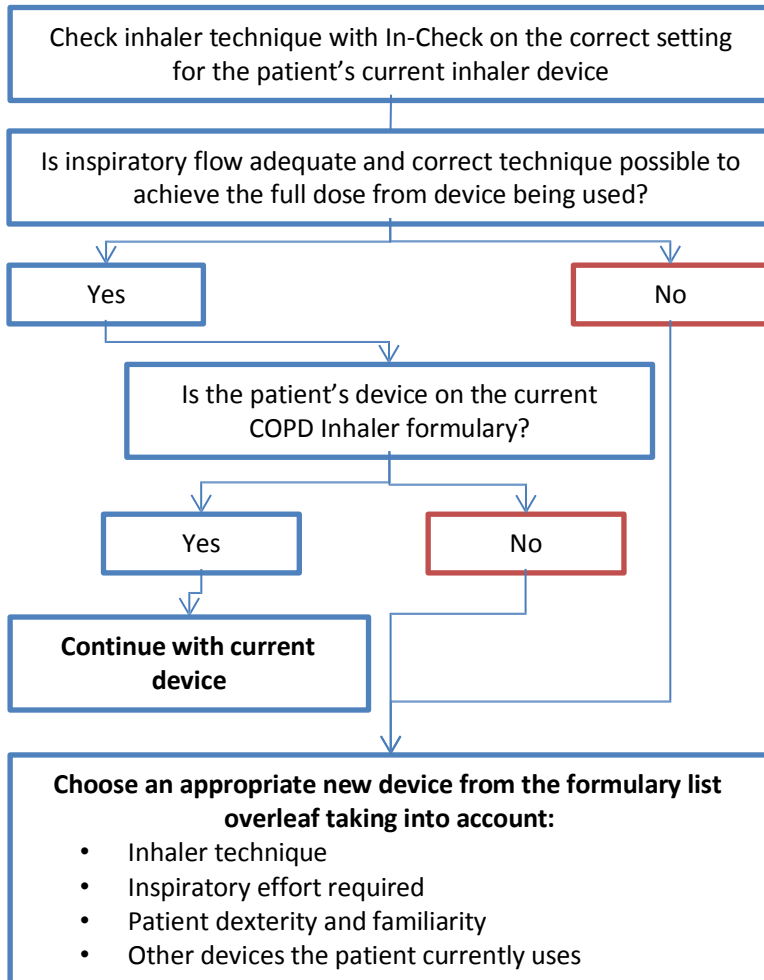 Check inhaler technique with In-Check on the correct setting
for the patient’s current inhaler device
Is inspiratory flow adequate and correct technique possible to
achieve the full dose from device being used?
Yes
No
Is the patient’s device on the current
COPD Inhaler formulary?
Yes
No
Continue with current
device
Choose an appropriate new device from the formulary list
overleaf taking into account:
• Inhaler technique
• Inspiratory effort required
• Patient dexterity and familiarity
• Other devices the patient currently uses